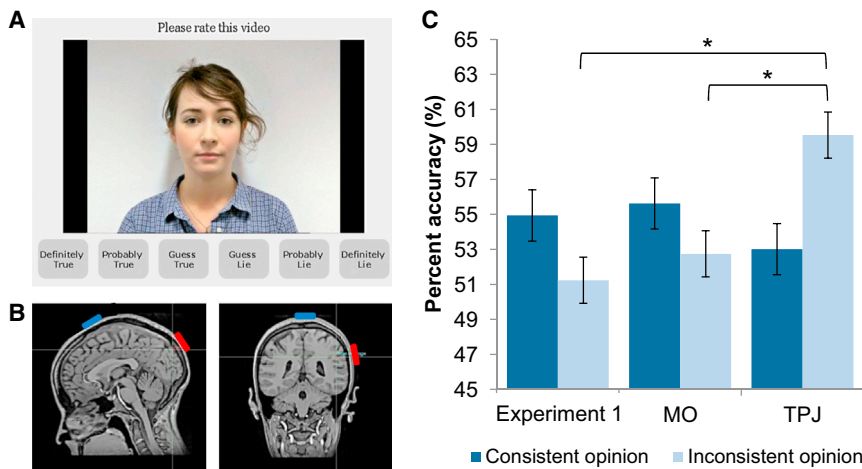 A
Please rate this video
Definitely
True
Probably
True
Guess
True
Guess
Lie
Probably
Lie
Definitely
Lie
B
C
Percent accuracy (%)
65
63
61
59
57
55
53
51
49
47
45
*
*
Experiment 1
MO
TPJ
Consistent opinion
Inconsistent opinion